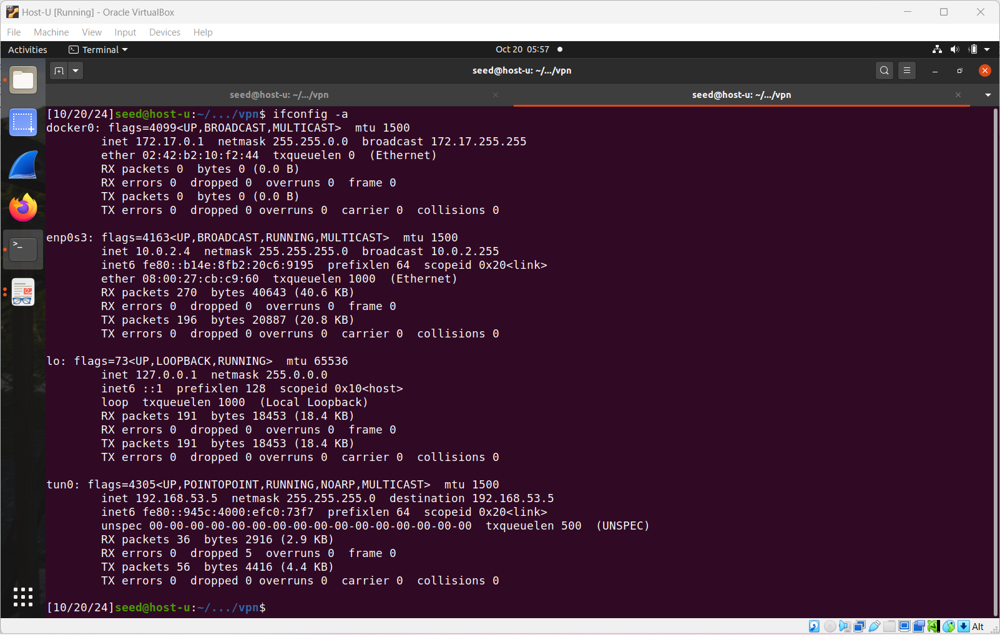 Host-U [Running] - Oracle VirtualBox
File Machine View Input Devices Help
Activities Terminal Oct 20 05:57
seed@host-u: ~/.../vpn
seed@host-u: ~/.../vpn seed@host-u: ~/.../vpn
[10/20/24]seed@host-u:~/.../vpn$ ifconfig -a
docker0: flags=4099<UP,BROADCAST,MULTICAST>  mtu 1500
        inet 172.17.0.1  netmask 255.255.0.0  broadcast 172.17.255.255
        ether 02:42:b2:10:f2:44  txqueuelen 0  (Ethernet)
        RX packets 0  bytes 0 (0.0 B)
        RX errors 0  dropped 0  overruns 0  frame 0
        TX packets 0  bytes 0 (0.0 B)
        TX errors 0  dropped 0 overruns 0  carrier 0  collisions 0

enp0s3: flags=4163<UP,BROADCAST,RUNNING,MULTICAST>  mtu 1500
        inet 10.0.2.4  netmask 255.255.255.0  broadcast 10.0.2.255
        inet6 fe80::b14e:8fb2:20c6:9195  prefixlen 64  scopeid 0x20<link>
        ether 08:00:27:cb:c9:60  txqueuelen 1000  (Ethernet)
        RX packets 270  bytes 40643 (40.6 KB)
        RX errors 0  dropped 0  overruns 0  frame 0
        TX packets 196  bytes 20887 (20.8 KB)
        TX errors 0  dropped 0 overruns 0  carrier 0  collisions 0

lo: flags=73<UP,LOOPBACK,RUNNING>  mtu 65536
        inet 127.0.0.1  netmask 255.0.0.0
        inet6 ::1  prefixlen 128  scopeid 0x10<host>
        loop  txqueuelen 1000  (Local Loopback)
        RX packets 191  bytes 18453 (18.4 KB)
        RX errors 0  dropped 0  overruns 0  frame 0
        TX packets 191  bytes 18453 (18.4 KB)
        TX errors 0  dropped 0 overruns 0  carrier 0  collisions 0

tun0: flags=4305<UP,POINTOPOINT,RUNNING,NOARP,MULTICAST>  mtu 1500
        inet 192.168.53.5  netmask 255.255.255.0  destination 192.168.53.5
        inet6 fe80::945c:4000:efc0:73f7  prefixlen 64  scopeid 0x20<link>
        unspec 00-00-00-00-00-00-00-00-00-00-00-00-00-00-00-00  txqueuelen 500  (UNSPEC)
        RX packets 36  bytes 2916 (2.9 KB)
        RX errors 0  dropped 5  overruns 0  frame 0
        TX packets 56  bytes 4416 (4.4 KB)
        TX errors 0  dropped 0 overruns 0  carrier 0  collisions 0

[10/20/24]seed@host-u:~/.../vpn$
Alt